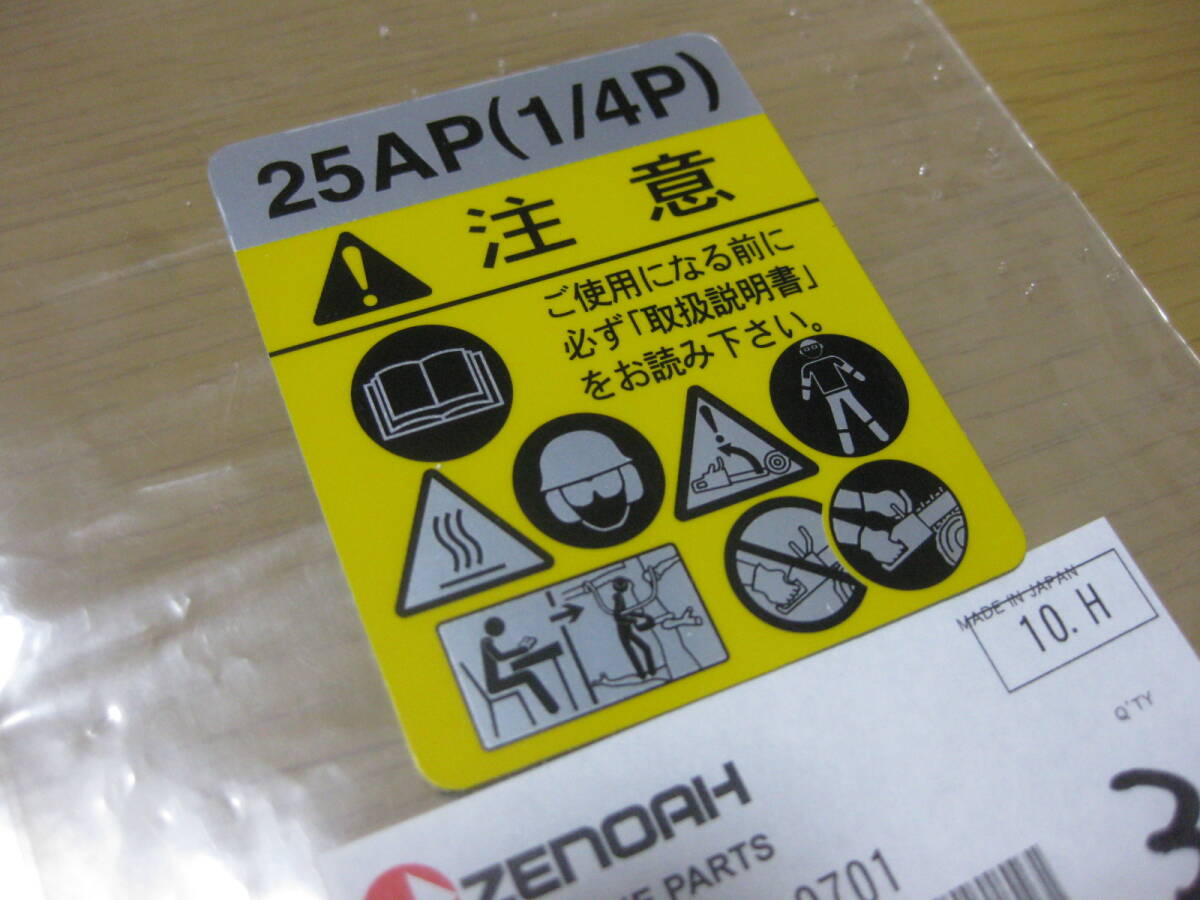 25AP(1/4P)
注意
ご使用になる前に
必ず「取扱説明書」
をお読み下さい。
MADE IN JAPAN
10. H
Q'TY
ZENOAH
PARTS
0701
3